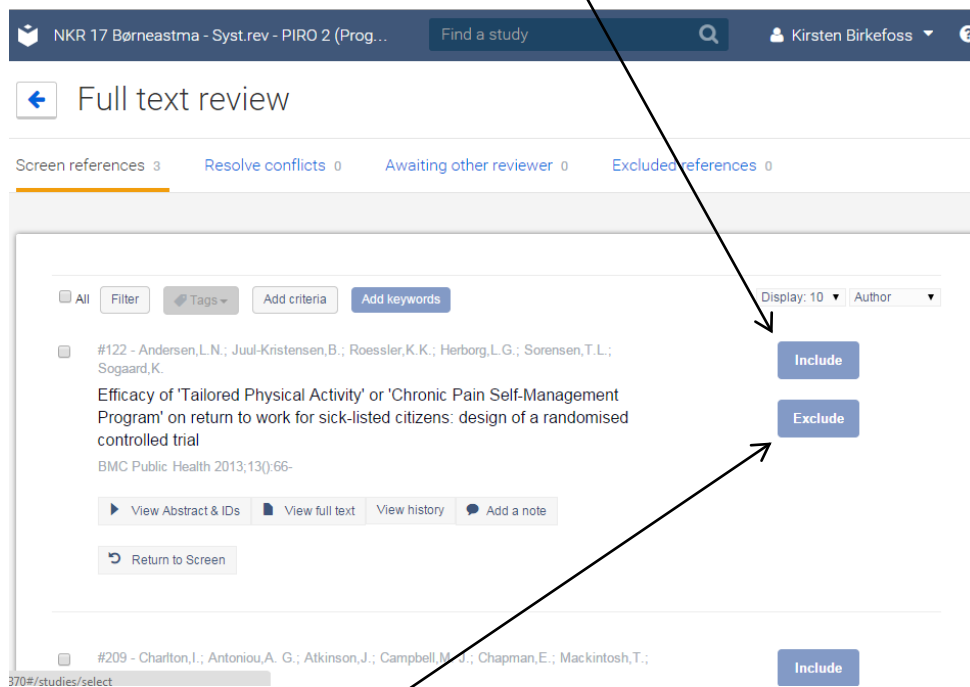 NKR 17 Børneastma - Syst.rev - PIRO 2 (Prog... Find a study Kirsten Birkefoss ?
Full text review
Screen references 3 Resolve conflicts 0 Awaiting other reviewer 0 Excluded references 0
All Filter Tags Add criteria Add keywords Display: 10 Author
#122 - Andersen,L.N.; Juul-Kristensen,B.; Roessler,K.K.; Herborg,L.G.; Sorensen,T.L.;
Sogaard,K.
Include
Efficacy of 'Tailored Physical Activity' or 'Chronic Pain Self-Management
Program' on return to work for sick-listed citizens: design of a randomised
controlled trial
Exclude
BMC Public Health 2013;13():66-
View Abstract & IDs View full text View history Add a note
Return to Screen
#209 - Charlton,I.; Antoniou,A. G.; Atkinson,J.; Campbell,M. J.; Chapman,E.; Mackintosh,T.;
Include
370#/studies/select